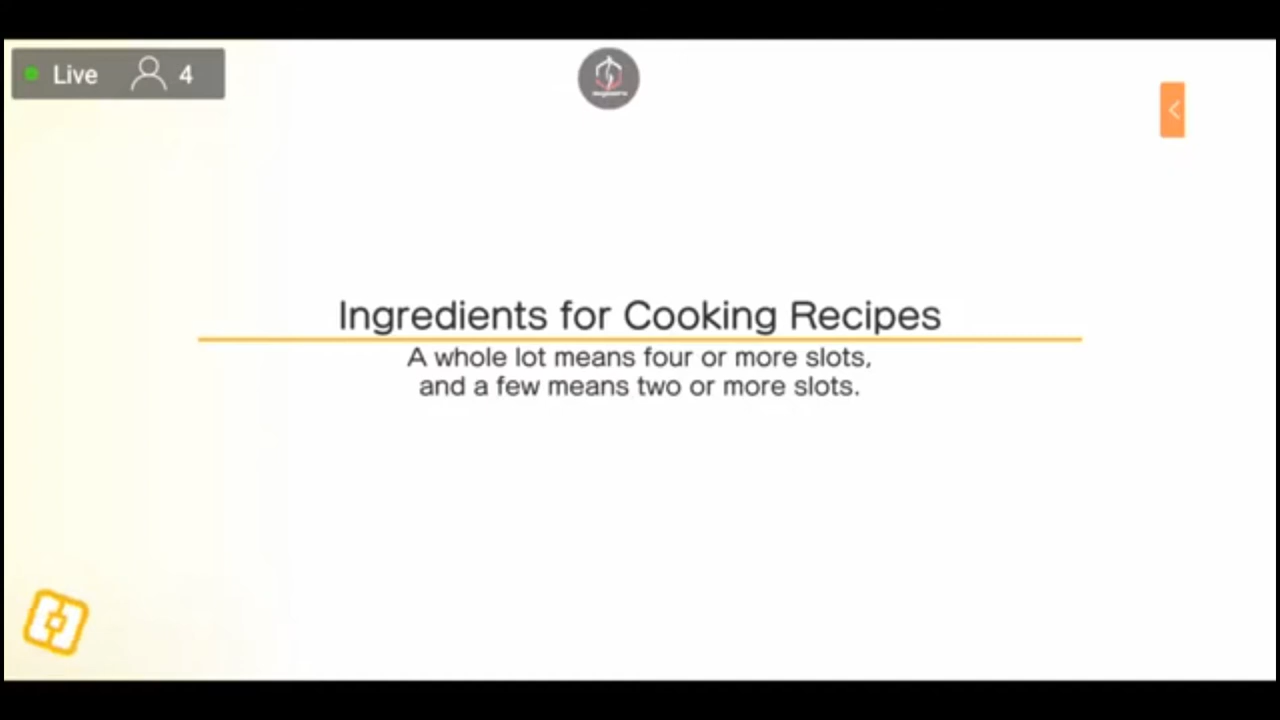 Live 4
Ingredients for Cooking Recipes
A whole lot means four or more slots,
and a few means two or more slots.